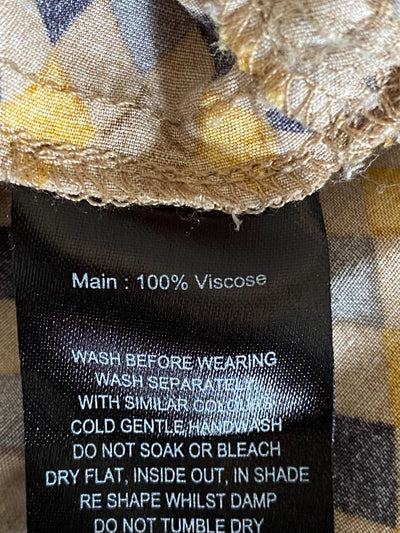 Main : 100% Viscose
WASH BEFORE WEARING
WASH SEPARATELY
WITH SIMILAR COLOURS
COLD GENTLE HANDWASH
DO NOT SOAK OR BLEACH
DRY FLAT, INSIDE OUT, IN SHADE
RE SHAPE WHILST DAMP
DO NOT TUMBLE DRY